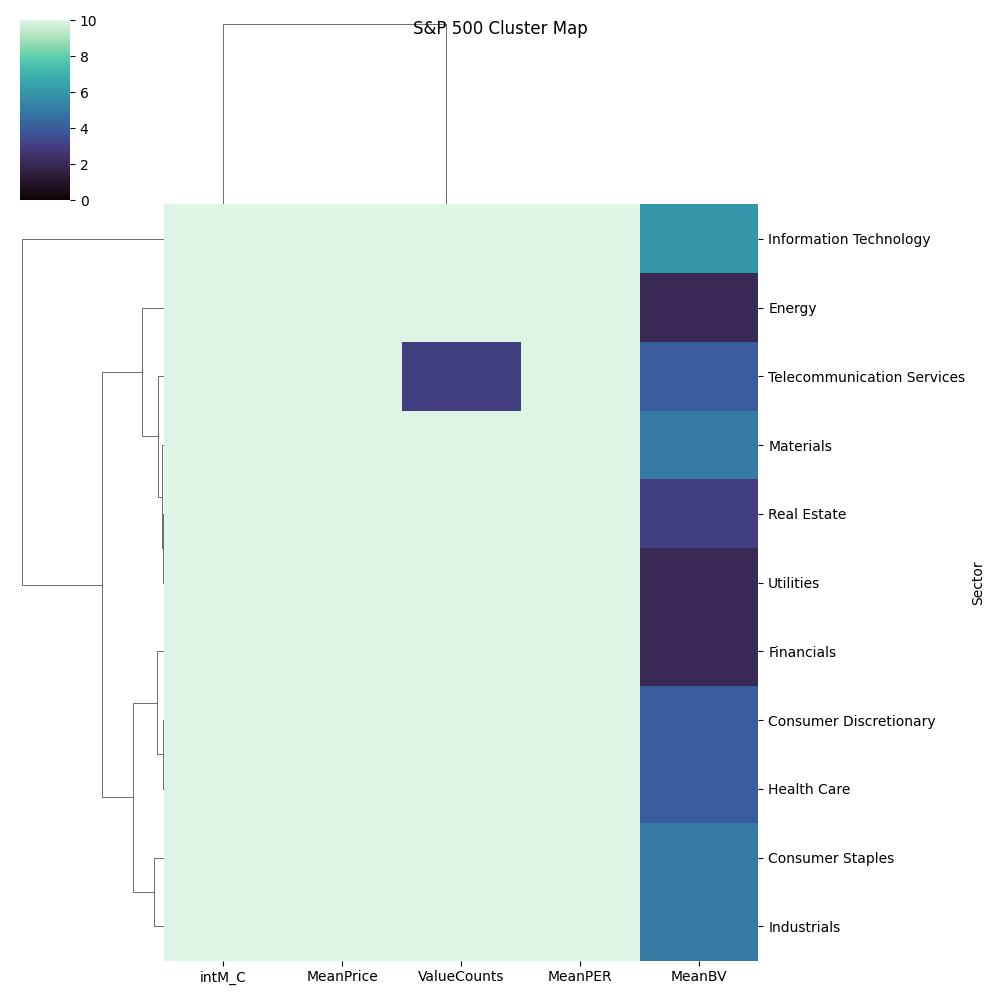 S&P 500 Cluster Map
10
8
6
4
2
0
Information Technology
Energy
Telecommunication Services
Materials
Real Estate
Utilities
Financials
Consumer Discretionary
Health Care
Consumer Staples
Industrials
Sector
intM_C MeanPrice ValueCounts MeanPER MeanBV